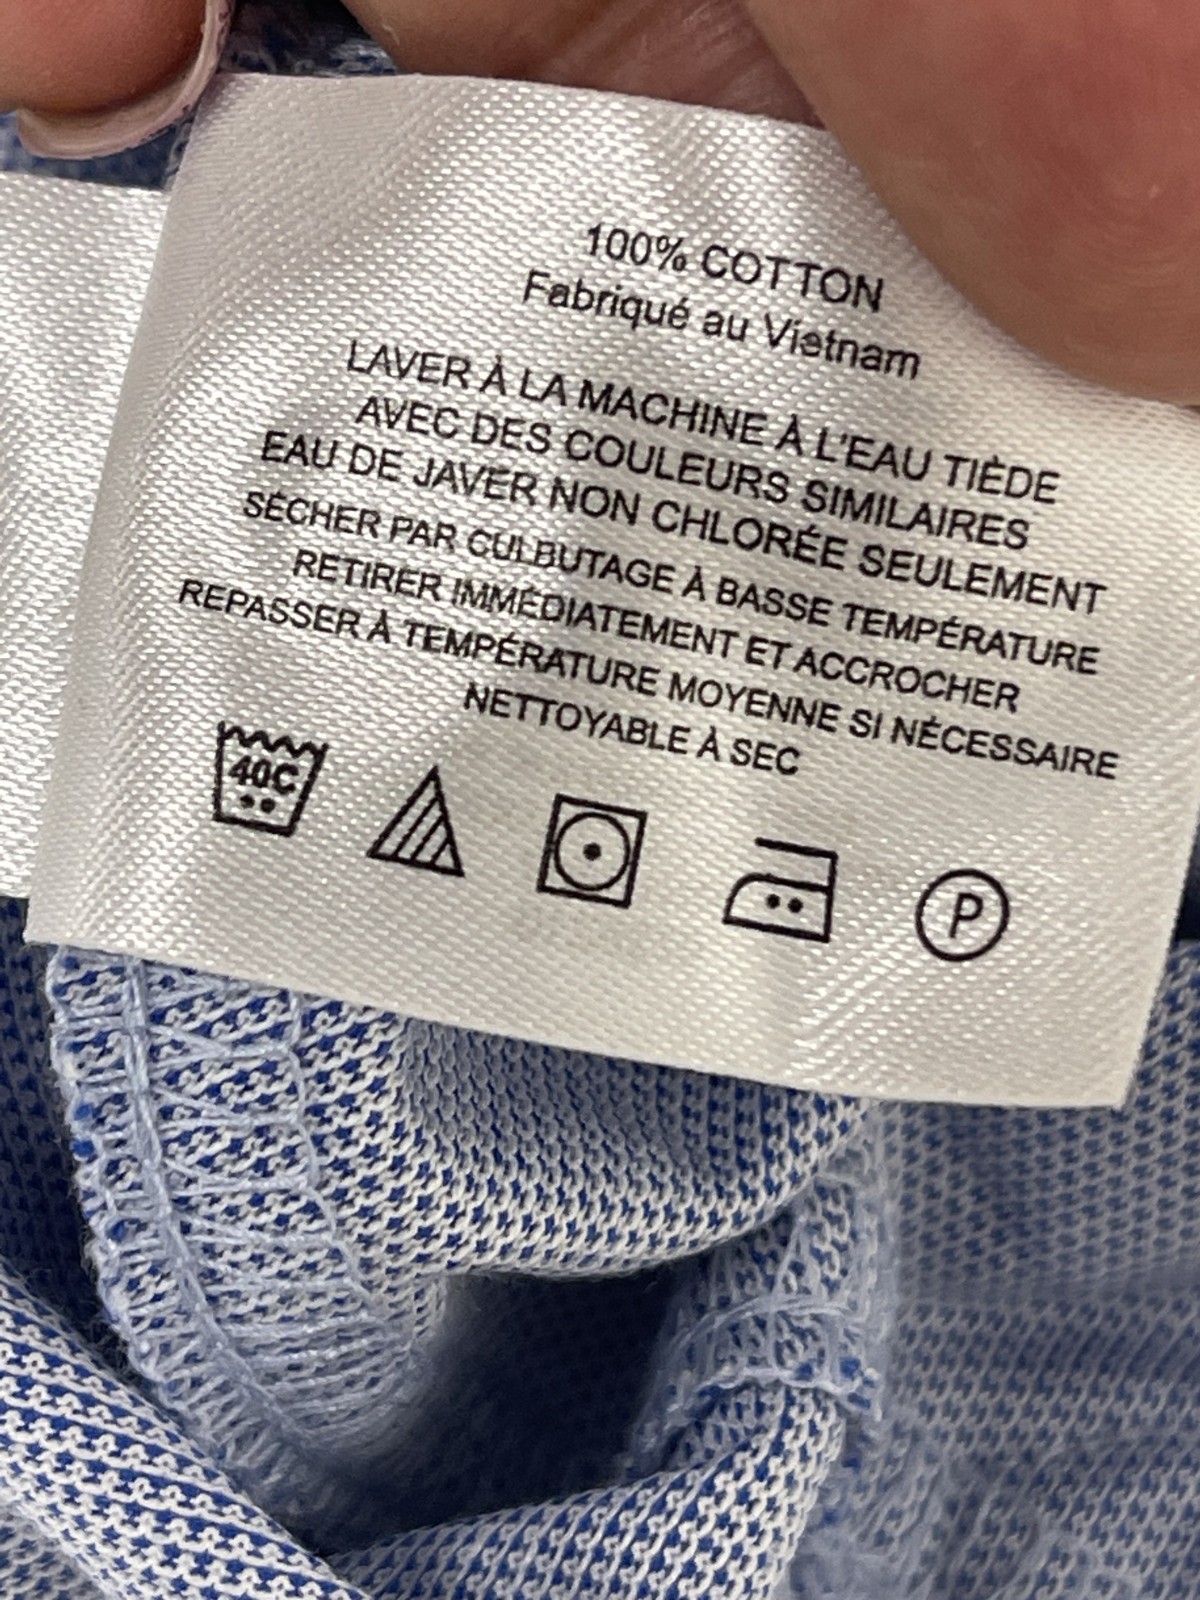 100% COTTON
Fabriqué au Vietnam
LAVER À LA MACHINE À L'EAU TIÈDE
AVEC DES COULEURS SIMILAIRES
EAU DE JAVER NON CHLORÉE SEULEMENT
SÉCHER PAR CULBUTAGE À BASSE TEMPÉRATURE
RETIRER IMMÉDIATEMENT ET ACCROCHER
REPASSER À TEMPÉRATURE MOYENNE SI NÉCESSAIRE
NETTOYABLE À SEC
40C P